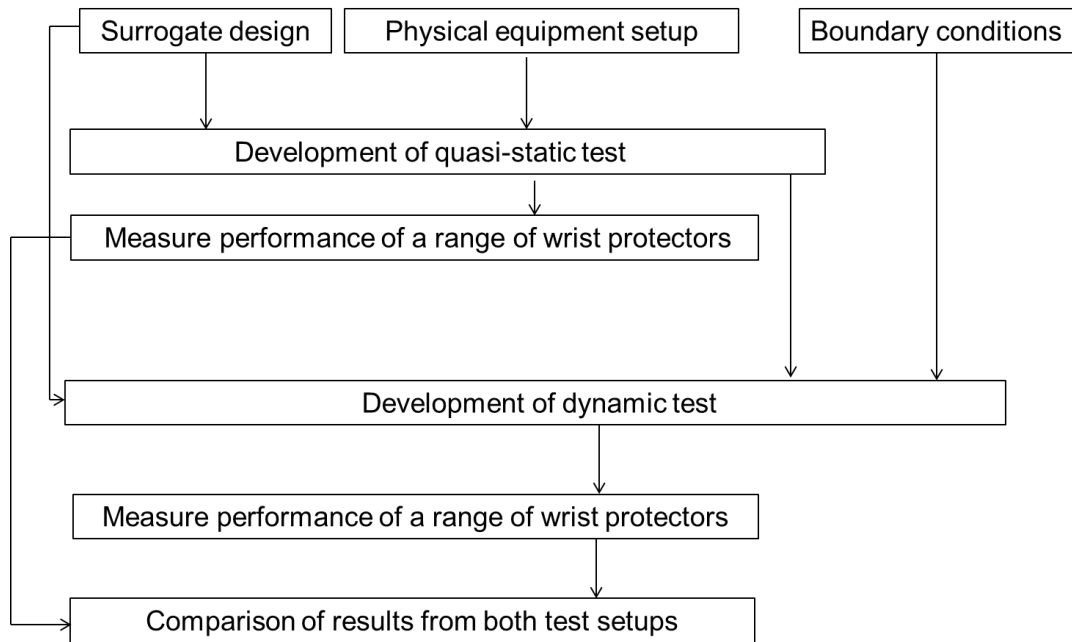 Surrogate design
Physical equipment setup
Boundary conditions
Development of quasi-static test
Measure performance of a range of wrist protectors
Development of dynamic test
Measure performance of a range of wrist protectors
Comparison of results from both test setups